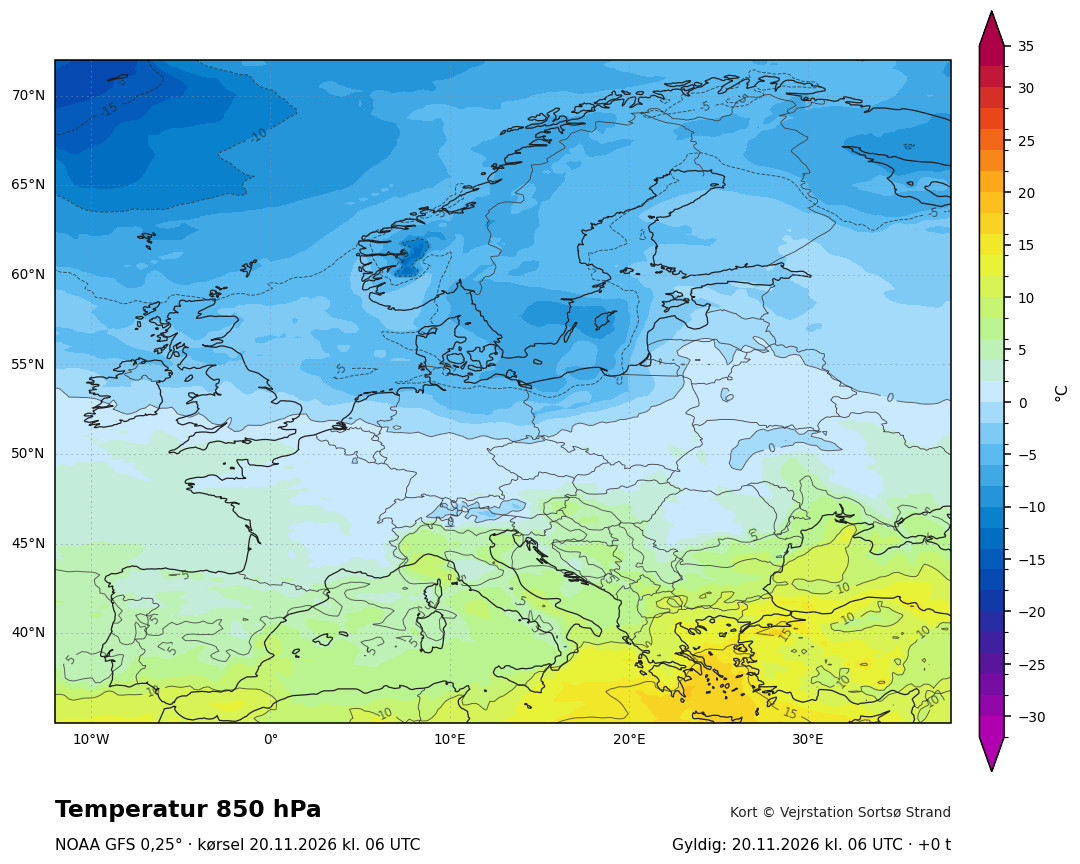 70°N
65°N
60°N
55°N
50°N
45°N
40°N
10°W
0°
10°E
20°E
30°E
35
30
25
20
15
10
5
0
−5
−10
−15
−20
−25
−30
°C
Temperatur 850 hPa
Kort © Vejrstation Sortsø Strand
NOAA GFS 0,25° · kørsel 20.11.2026 kl. 06 UTC
Gyldig: 20.11.2026 kl. 06 UTC · +0 t